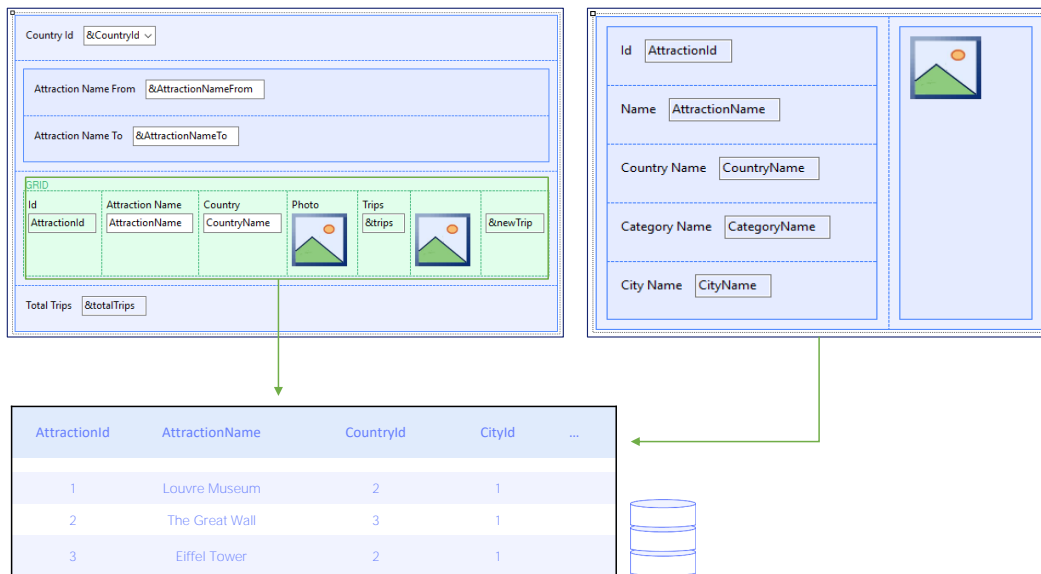 Country Id &CountryId
Attraction Name From &AttractionNameFrom
Attraction Name To &AttractionNameTo
GRID
Id Attraction Name Country Photo Trips
AttractionId AttractionName CountryName &trips &newTrip
Total Trips &totalTrips
Id AttractionId
Name AttractionName
Country Name CountryName
Category Name CategoryName
City Name CityName
AttractionId AttractionName CountryId CityId ...
1 Louvre Museum 2 1
2 The Great Wall 3 1
3 Eiffel Tower 2 1